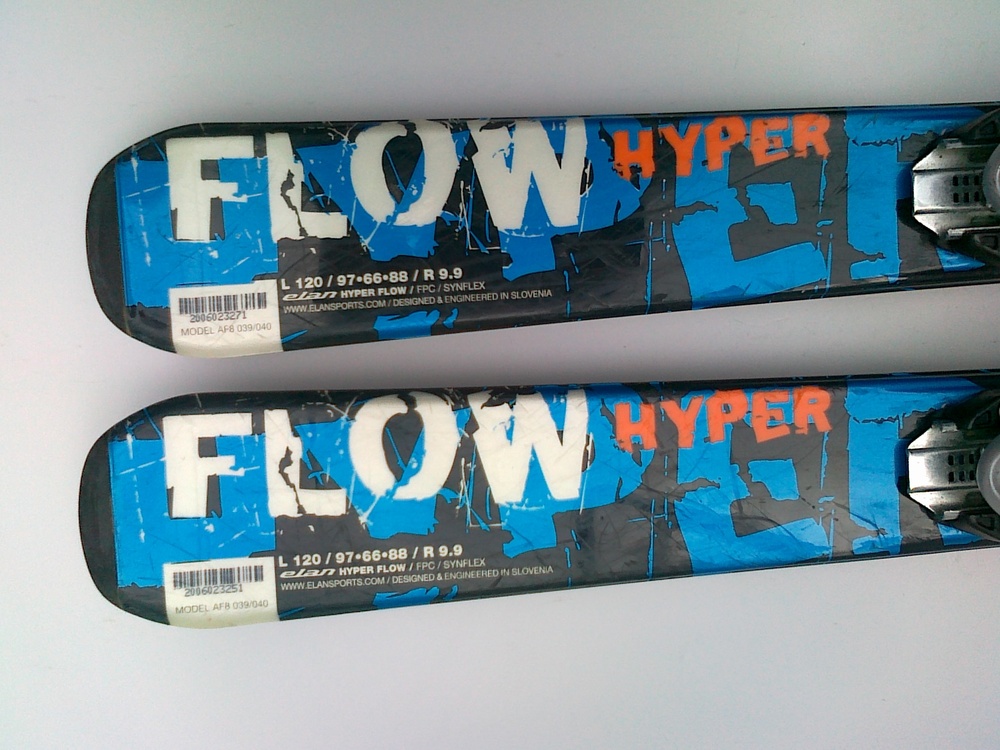 FLOW HYPER
L 120 / 97•66•88 / R 9.9
elan HYPER FLOW / FPC / SYNFLEX
WWW.ELANSPORTS.COM / DESIGNED & ENGINEERED IN SLOVENIA
2006023271
MODEL AF8 039/040
FLOW HYPER
L 120 / 97•66•88 / R 9.9
elan HYPER FLOW / FPC / SYNFLEX
WWW.ELANSPORTS.COM / DESIGNED & ENGINEERED IN SLOVENIA
2006023251
MODEL AF8 039/040